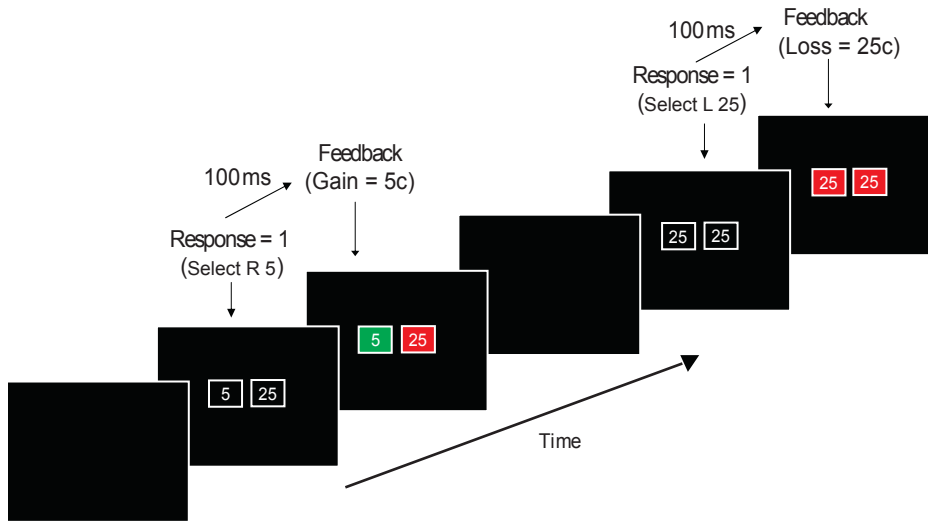 100ms
Feedback
(Gain = 5c)
Response = 1
(Select R 5)
5 25
5 25
100ms
Feedback
(Loss = 25c)
Response = 1
(Select L 25)
25 25
25 25
Time